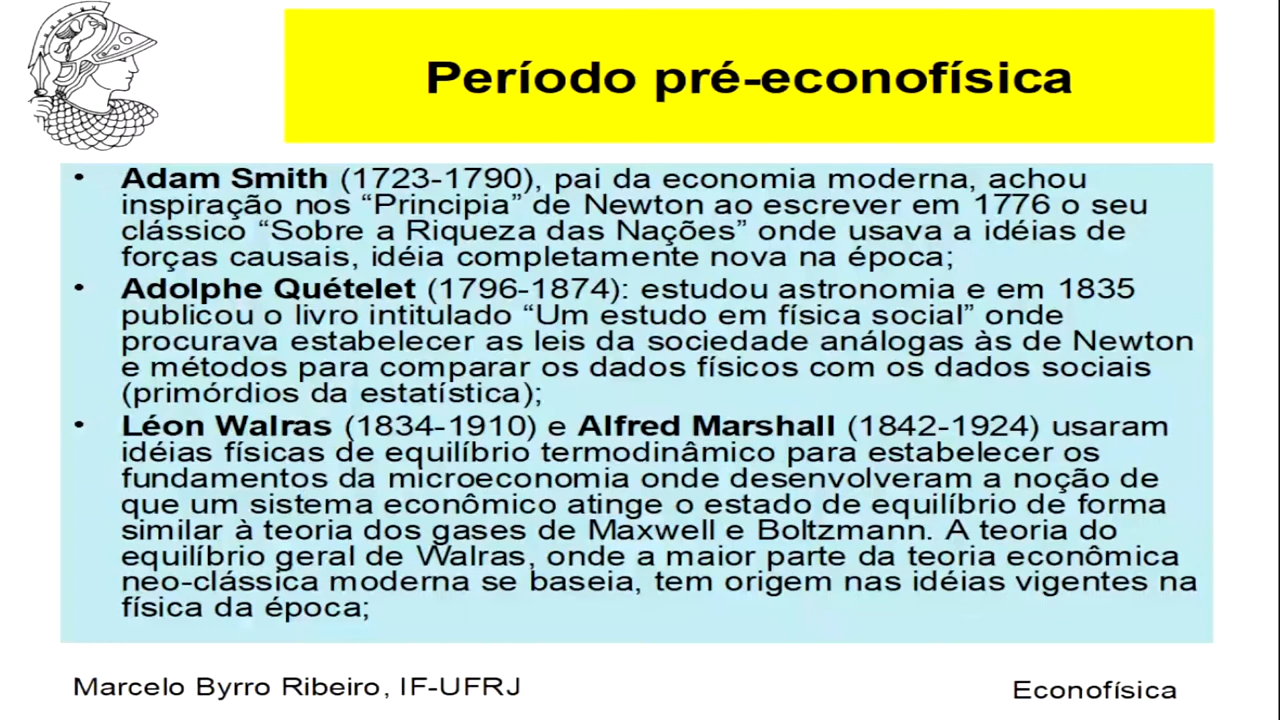 Período pré-econofísica
• Adam Smith (1723-1790), pai da economia moderna, achou
inspiração nos “Principia” de Newton ao escrever em 1776 o seu
clássico “Sobre a Riqueza das Nações” onde usava a idéias de
forças causais, idéia completamente nova na época;
• Adolphe Quételet (1796-1874): estudou astronomia e em 1835
publicou o livro intitulado “Um estudo em física social” onde
procurava estabelecer as leis da sociedade análogas às de Newton
e métodos para comparar os dados físicos com os dados sociais
(primórdios da estatística);
• Léon Walras (1834-1910) e Alfred Marshall (1842-1924) usaram
idéias físicas de equilíbrio termodinâmico para estabelecer os
fundamentos da microeconomia onde desenvolveram a noção de
que um sistema econômico atinge o estado de equilíbrio de forma
similar à teoria dos gases de Maxwell e Boltzmann. A teoria do
equilíbrio geral de Walras, onde a maior parte da teoria econômica
neo-clássica moderna se baseia, tem origem nas idéias vigentes na
física da época;
Marcelo Byrro Ribeiro, IF-UFRJ
Econofísica